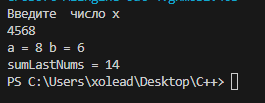 Введите  число x
4568
a = 8 b = 6
sumLastNums = 14
PS C:\Users\xolead\Desktop\C++>